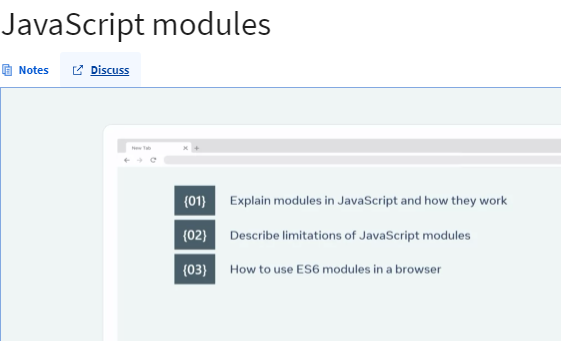 JavaScript modules
Notes
Discuss
New Tab
{01} Explain modules in JavaScript and how they work
{02} Describe limitations of JavaScript modules
{03} How to use ES6 modules in a browser